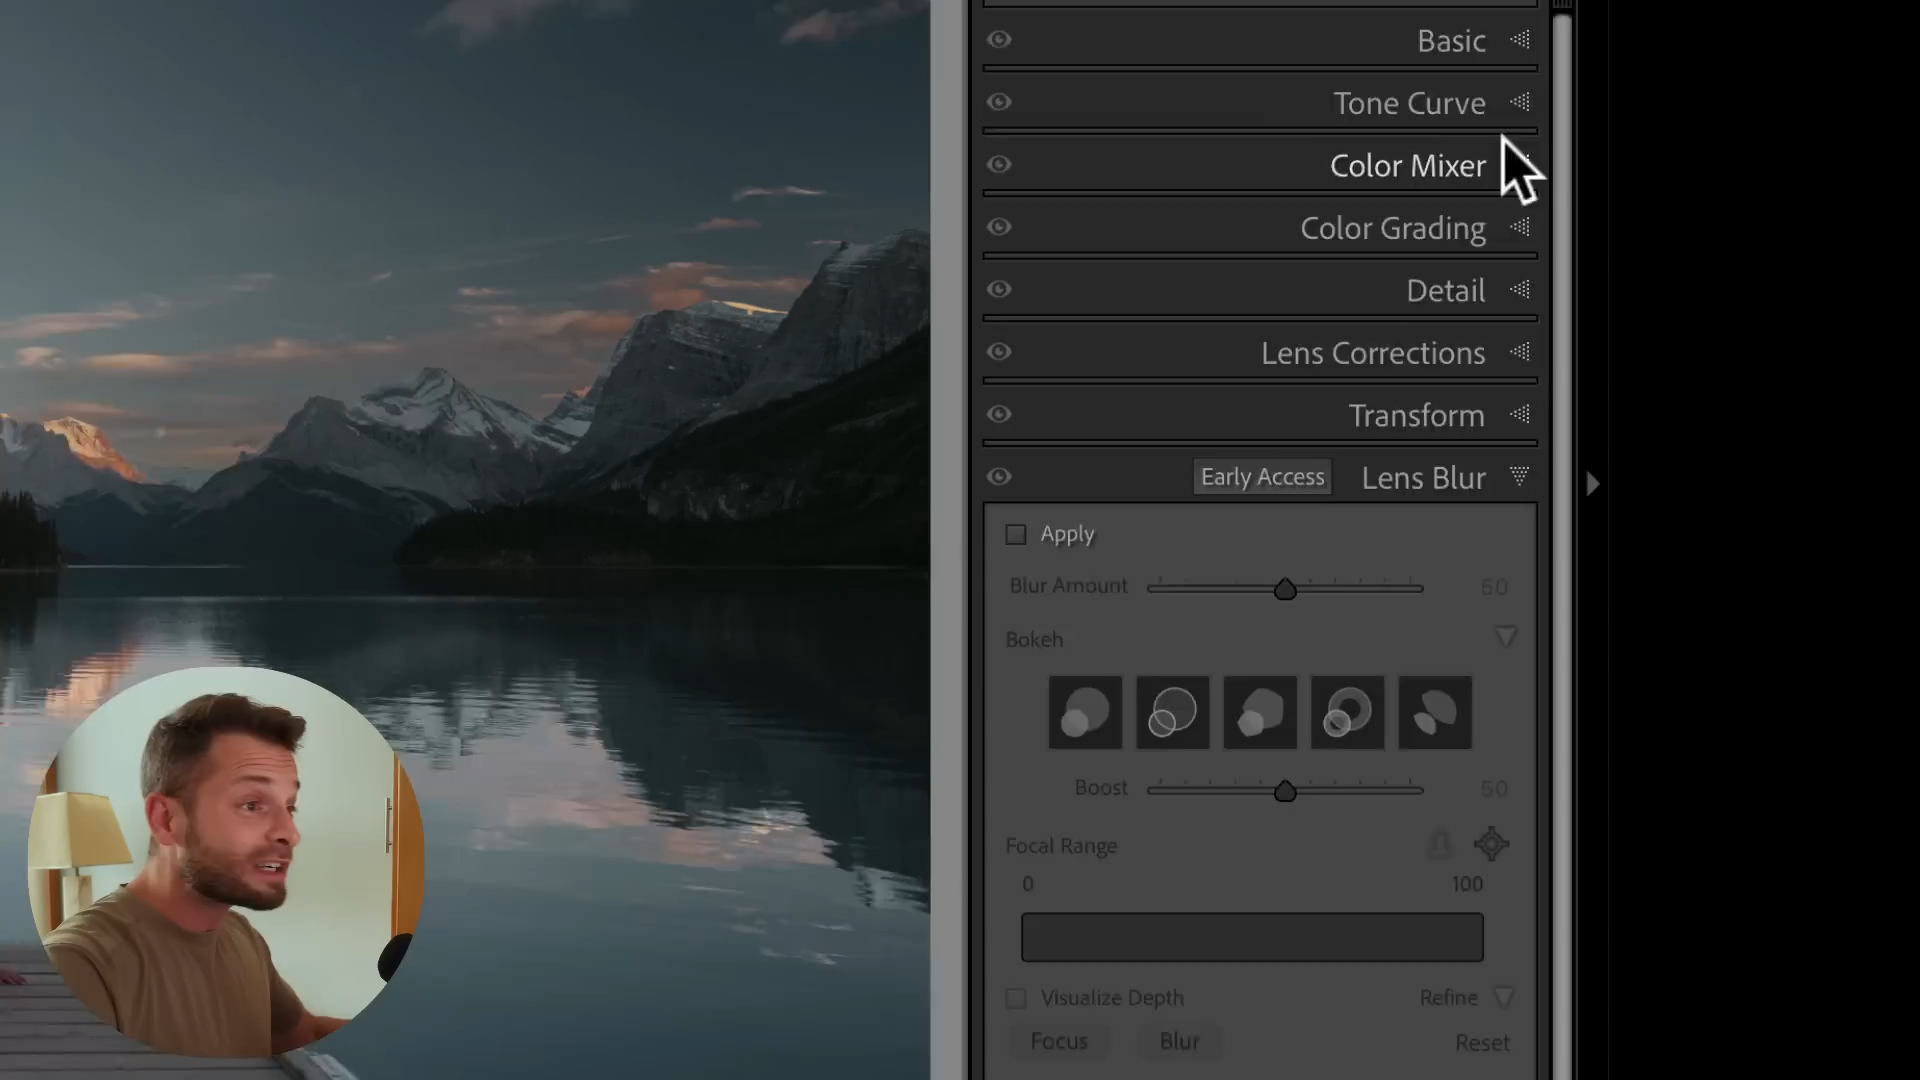 Basic
Tone Curve
Color Mixer
Color Grading
Detail
Lens Corrections
Transform
Early Access Lens Blur
Apply
Blur Amount 50
Bokeh
Boost 50
Focal Range
0 100
Visualize Depth Refine
Focus Blur Reset